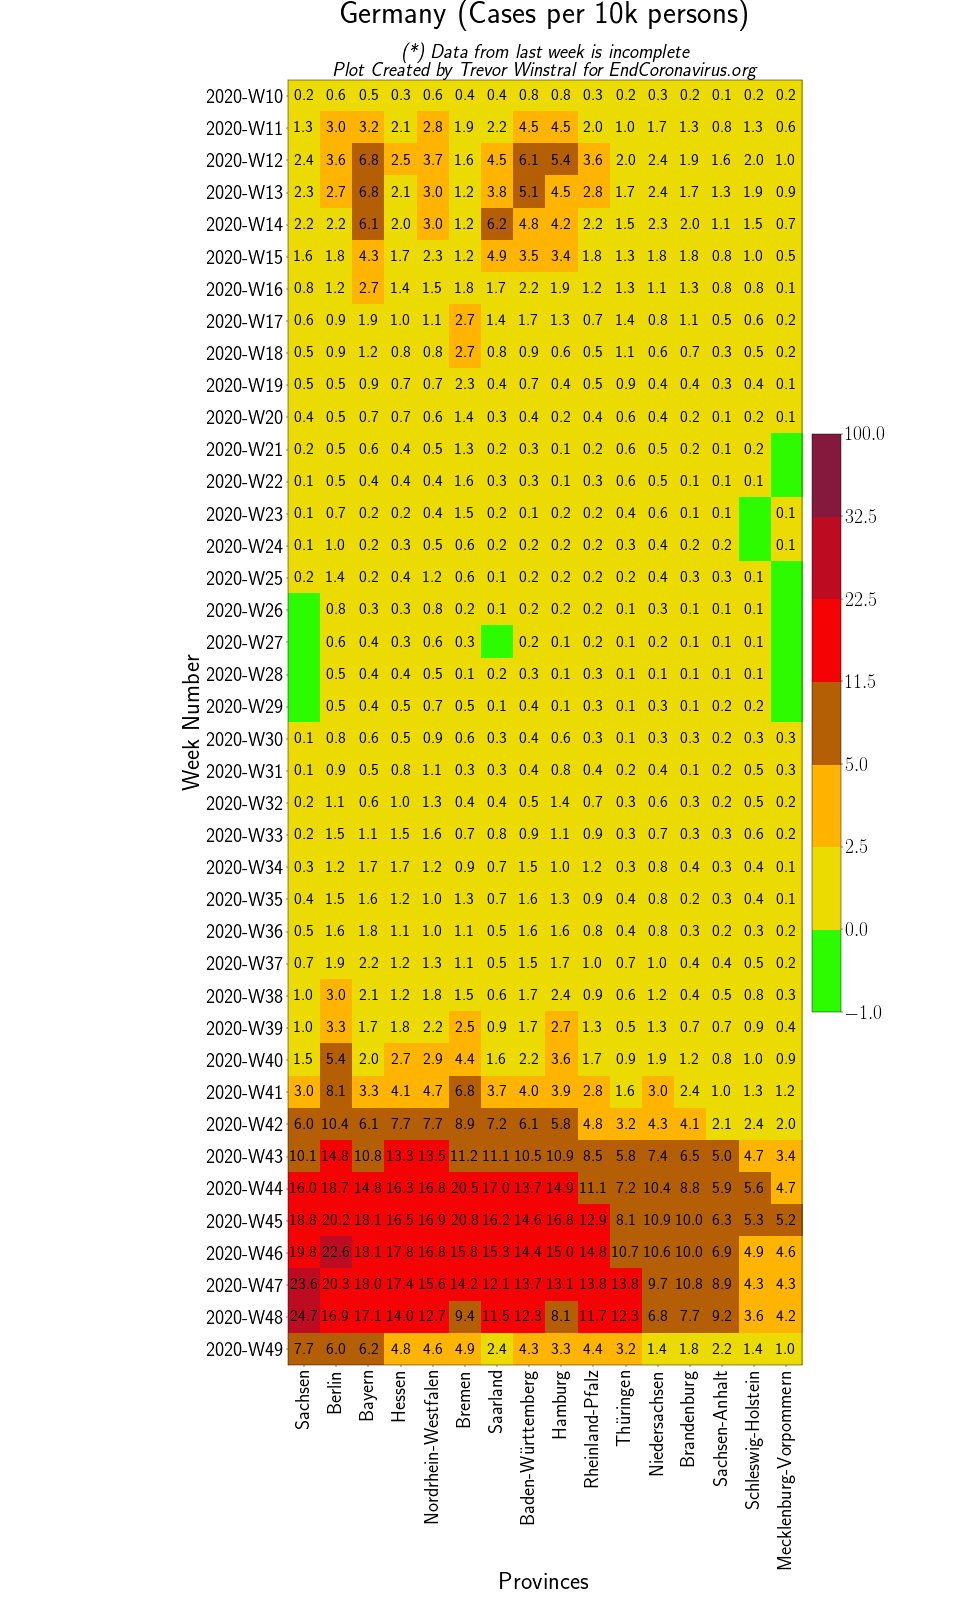 Germany (Cases per 10k persons)
(*) Data from last week is incomplete
Plot Created by Trevor Winstral for EndCoronavirus.org
2020-W10 0.2 0.6 0.5 0.3 0.6 0.4 0.4 0.8 0.8 0.3 0.2 0.3 0.2 0.1 0.2 0.2
2020-W11 1.3 3.0 3.2 2.1 2.8 1.9 2.2 4.5 4.5 2.0 1.0 1.7 1.3 0.8 1.3 0.6
2020-W12 2.4 3.6 6.8 2.5 3.7 1.6 4.5 6.1 5.4 3.6 2.0 2.4 1.9 1.6 2.0 1.0
2020-W13 2.3 2.7 6.8 2.1 3.0 1.2 3.8 5.1 4.5 2.8 1.7 2.4 1.7 1.3 1.9 0.9
2020-W14 2.2 2.2 6.1 2.0 3.0 1.2 6.2 4.8 4.2 2.2 1.5 2.3 2.0 1.1 1.5 0.7
2020-W15 1.6 1.8 4.3 1.7 2.3 1.2 4.9 3.5 3.4 1.8 1.3 1.8 1.8 0.8 1.0 0.5
2020-W16 0.8 1.2 2.7 1.4 1.5 1.8 1.7 2.2 1.9 1.2 1.3 1.1 1.3 0.8 0.8 0.1
2020-W17 0.6 0.9 1.9 1.0 1.1 2.7 1.4 1.7 1.3 0.7 1.4 0.8 1.1 0.5 0.6 0.2
2020-W18 0.5 0.9 1.2 0.8 0.8 2.7 0.8 0.9 0.6 0.5 1.1 0.6 0.7 0.3 0.5 0.2
2020-W19 0.5 0.5 0.9 0.7 0.7 2.3 0.4 0.7 0.4 0.5 0.9 0.4 0.4 0.3 0.4 0.1
2020-W20 0.4 0.5 0.7 0.7 0.6 1.4 0.3 0.4 0.2 0.4 0.6 0.4 0.2 0.1 0.2 0.1
2020-W21 0.2 0.5 0.6 0.4 0.5 1.3 0.2 0.3 0.1 0.2 0.6 0.5 0.2 0.1 0.2
2020-W22 0.1 0.5 0.4 0.4 0.4 1.6 0.3 0.3 0.1 0.3 0.6 0.5 0.1 0.1 0.1
2020-W23 0.1 0.7 0.2 0.2 0.4 1.5 0.2 0.1 0.2 0.2 0.4 0.6 0.1 0.1 0.1
2020-W24 0.1 1.0 0.2 0.3 0.5 0.6 0.2 0.2 0.2 0.2 0.3 0.4 0.2 0.2 0.1
2020-W25 0.2 1.4 0.2 0.4 1.2 0.6 0.1 0.2 0.2 0.2 0.2 0.4 0.3 0.3 0.1
2020-W26 0.8 0.3 0.3 0.8 0.2 0.1 0.2 0.2 0.2 0.1 0.3 0.1 0.1 0.1
2020-W27 0.6 0.4 0.3 0.6 0.3 0.2 0.1 0.2 0.1 0.2 0.1 0.1 0.1
2020-W28 0.5 0.4 0.4 0.5 0.1 0.2 0.3 0.1 0.3 0.1 0.1 0.1 0.1 0.1
2020-W29 0.5 0.4 0.5 0.7 0.5 0.1 0.4 0.1 0.3 0.1 0.3 0.1 0.2 0.2
2020-W30 0.1 0.8 0.6 0.5 0.9 0.6 0.3 0.4 0.6 0.3 0.1 0.3 0.3 0.2 0.3 0.3
2020-W31 0.1 0.9 0.5 0.8 1.1 0.3 0.3 0.4 0.8 0.4 0.2 0.4 0.1 0.2 0.5 0.3
2020-W32 0.2 1.1 0.6 1.0 1.3 0.4 0.4 0.5 1.4 0.7 0.3 0.6 0.3 0.2 0.5 0.2
2020-W33 0.2 1.5 1.1 1.5 1.6 0.7 0.8 0.9 1.1 0.9 0.3 0.7 0.3 0.3 0.6 0.2
2020-W34 0.3 1.2 1.7 1.7 1.2 0.9 0.7 1.5 1.0 1.2 0.3 0.8 0.4 0.3 0.4 0.1
2020-W35 0.4 1.5 1.6 1.2 1.0 1.3 0.7 1.6 1.3 0.9 0.4 0.8 0.2 0.3 0.4 0.1
2020-W36 0.5 1.6 1.8 1.1 1.0 1.1 0.5 1.6 1.6 0.8 0.4 0.8 0.3 0.2 0.3 0.2
2020-W37 0.7 1.9 2.2 1.2 1.3 1.1 0.5 1.5 1.7 1.0 0.7 1.0 0.4 0.4 0.5 0.2
2020-W38 1.0 3.0 2.1 1.2 1.8 1.5 0.6 1.7 2.4 0.9 0.6 1.2 0.4 0.5 0.8 0.3
2020-W39 1.0 3.3 1.7 1.8 2.2 2.5 0.9 1.7 2.7 1.3 0.5 1.3 0.7 0.7 0.9 0.4
2020-W40 1.5 5.4 2.0 2.7 2.9 4.4 1.6 2.2 3.6 1.7 0.9 1.9 1.2 0.8 1.0 0.9
2020-W41 3.0 8.1 3.3 4.1 4.7 6.8 3.7 4.0 3.9 2.8 1.6 3.0 2.4 1.0 1.3 1.2
2020-W42 6.0 10.4 6.1 7.7 7.7 8.9 7.2 6.1 5.8 4.8 3.2 4.3 4.1 2.1 2.4 2.0
2020-W43 10.1 14.8 10.8 13.3 13.5 11.2 11.1 10.5 10.9 8.5 5.8 7.4 6.5 5.0 4.7 3.4
2020-W44 16.0 18.7 14.8 16.3 16.8 20.5 17.0 13.7 14.9 11.1 7.2 10.4 8.8 5.9 5.6 4.7
2020-W45 18.8 20.2 18.1 16.5 16.9 20.8 16.2 14.6 16.8 12.9 8.1 10.9 10.0 6.3 5.3 5.2
2020-W46 19.8 22.6 18.1 17.8 16.8 15.8 15.3 14.4 15.0 14.8 10.7 10.6 10.0 6.9 4.9 4.6
2020-W47 23.6 20.3 18.0 17.4 15.6 14.2 12.1 13.7 13.1 13.8 13.8 9.7 10.8 8.9 4.3 4.3
2020-W48 24.7 16.9 17.1 14.0 12.7 9.4 11.5 12.3 8.1 11.7 12.3 6.8 7.7 9.2 3.6 4.2
2020-W49 7.7 6.0 6.2 4.8 4.6 4.9 2.4 4.3 3.3 4.4 3.2 1.4 1.8 2.2 1.4 1.0
Week Number
Sachsen
Berlin
Bayern
Hessen
Nordrhein-Westfalen
Bremen
Saarland
Baden-Württemberg
Hamburg
Rheinland-Pfalz
Thüringen
Niedersachsen
Brandenburg
Sachsen-Anhalt
Schleswig-Holstein
Mecklenburg-Vorpommern
Provinces
100.0
32.5
22.5
11.5
5.0
2.5
0.0
−1.0